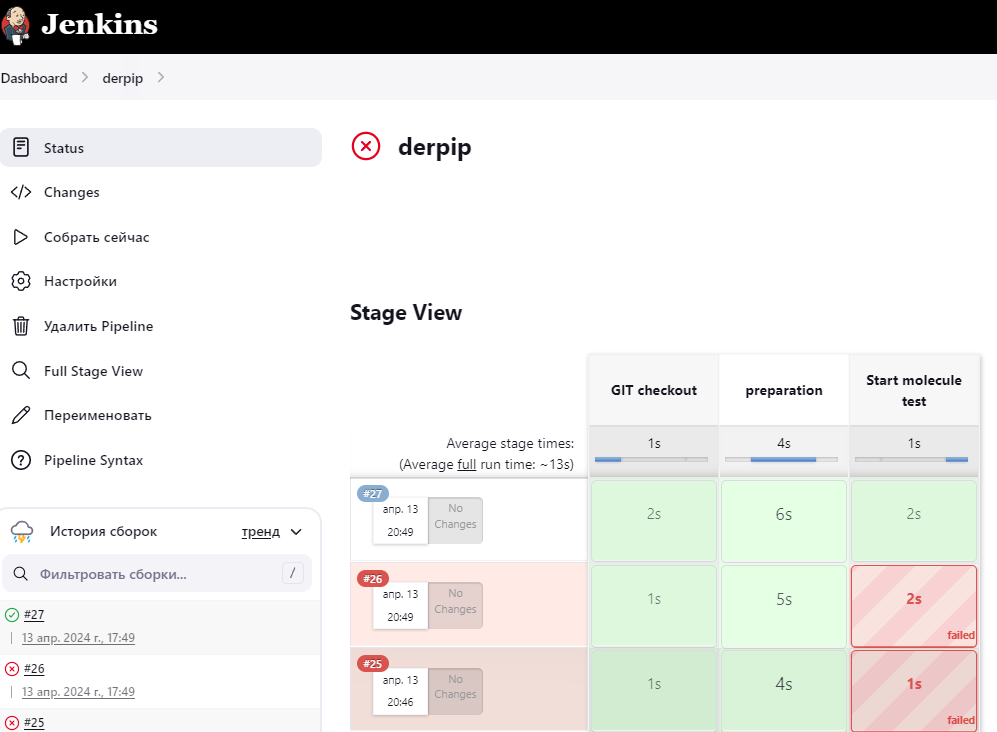 Jenkins
Dashboard
derpip
Status
Changes
Собрать сейчас
Настройки
Удалить Pipeline
Full Stage View
Переименовать
Pipeline Syntax
История сборок
тренд
Фильтровать сборки...
/
#27
13 апр. 2024 г., 17:49
#26
13 апр. 2024 г., 17:49
#25
derpip
Stage View
GIT checkout
preparation
Start molecule
test
Average stage times:
(Average full run time: ~13s)
1s
4s
1s
#27
апр. 13
20:49
No
Changes
2s
6s
2s
#26
апр. 13
20:49
No
Changes
1s
5s
2s
failed
#25
апр. 13
20:46
No
Changes
1s
4s
1s
failed